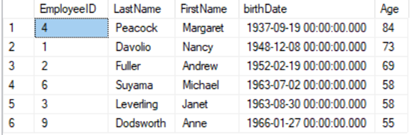 EmployeeID LastName FirstName birthDate Age
1 4 Peacock Margaret 1937-09-19 00:00:00.000 84
2 1 Davolio Nancy 1948-12-08 00:00:00.000 73
3 2 Fuller Andrew 1952-02-19 00:00:00.000 69
4 6 Suyama Michael 1963-07-02 00:00:00.000 58
5 3 Leverling Janet 1963-08-30 00:00:00.000 58
6 9 Dodsworth Anne 1966-01-27 00:00:00.000 55